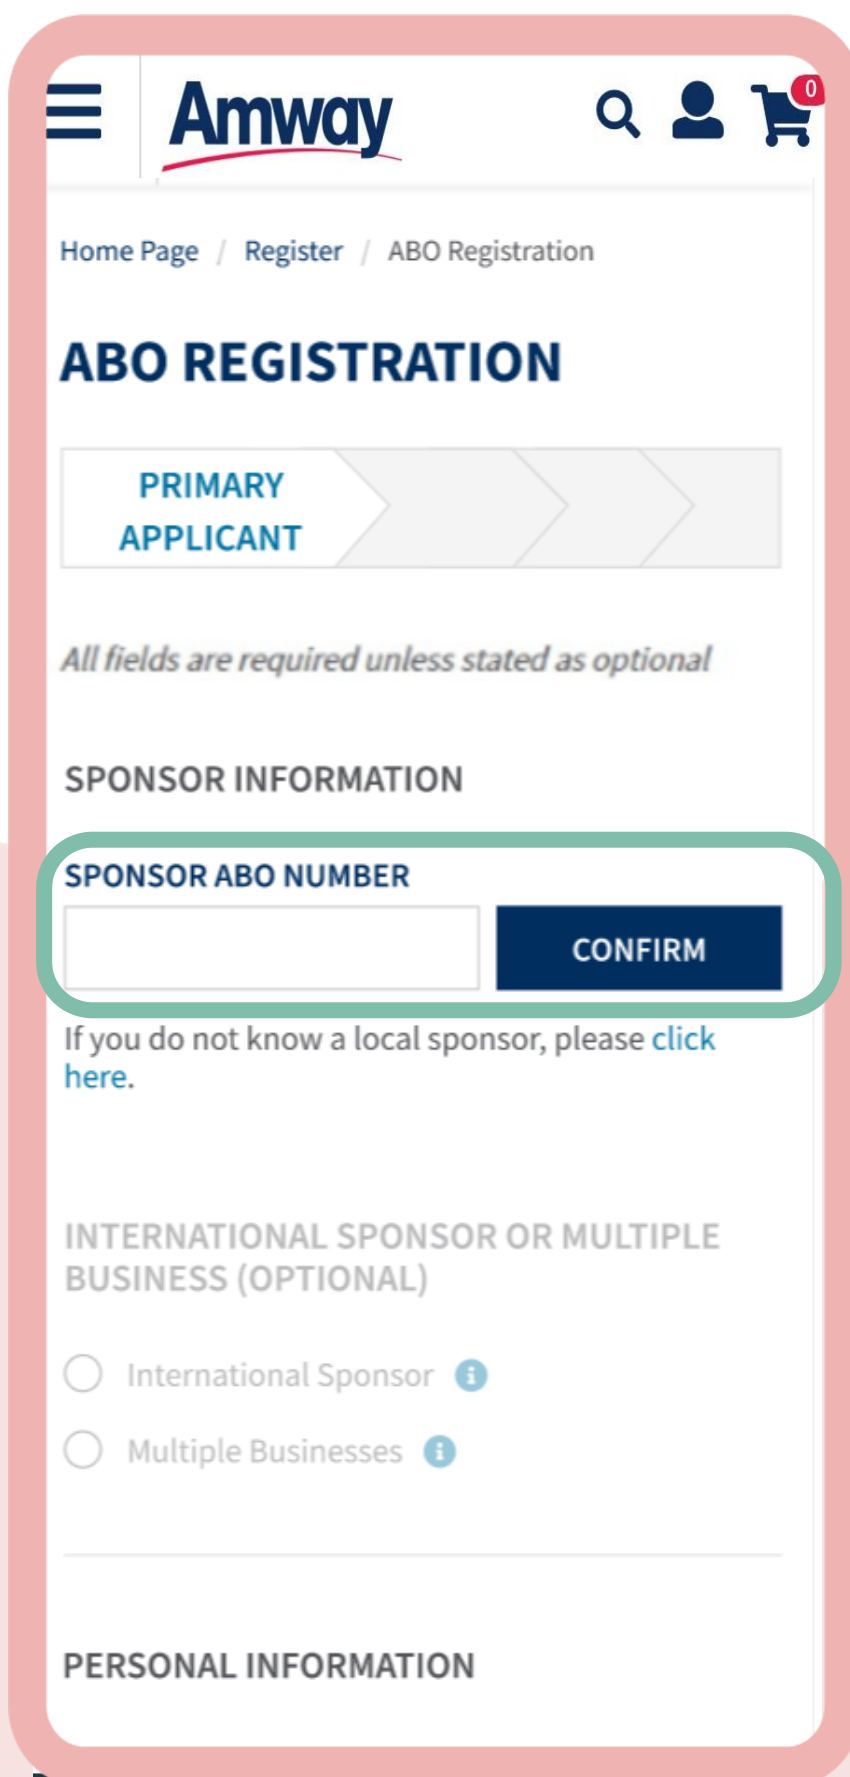 Amway
0
Home Page / Register / ABO Registration
ABO REGISTRATION
PRIMARY
APPLICANT
All fields are required unless stated as optional
SPONSOR INFORMATION
SPONSOR ABO NUMBER
CONFIRM
If you do not know a local sponsor, please click
here.
INTERNATIONAL SPONSOR OR MULTIPLE
BUSINESS (OPTIONAL)
International Sponsor
Multiple Businesses
PERSONAL INFORMATION